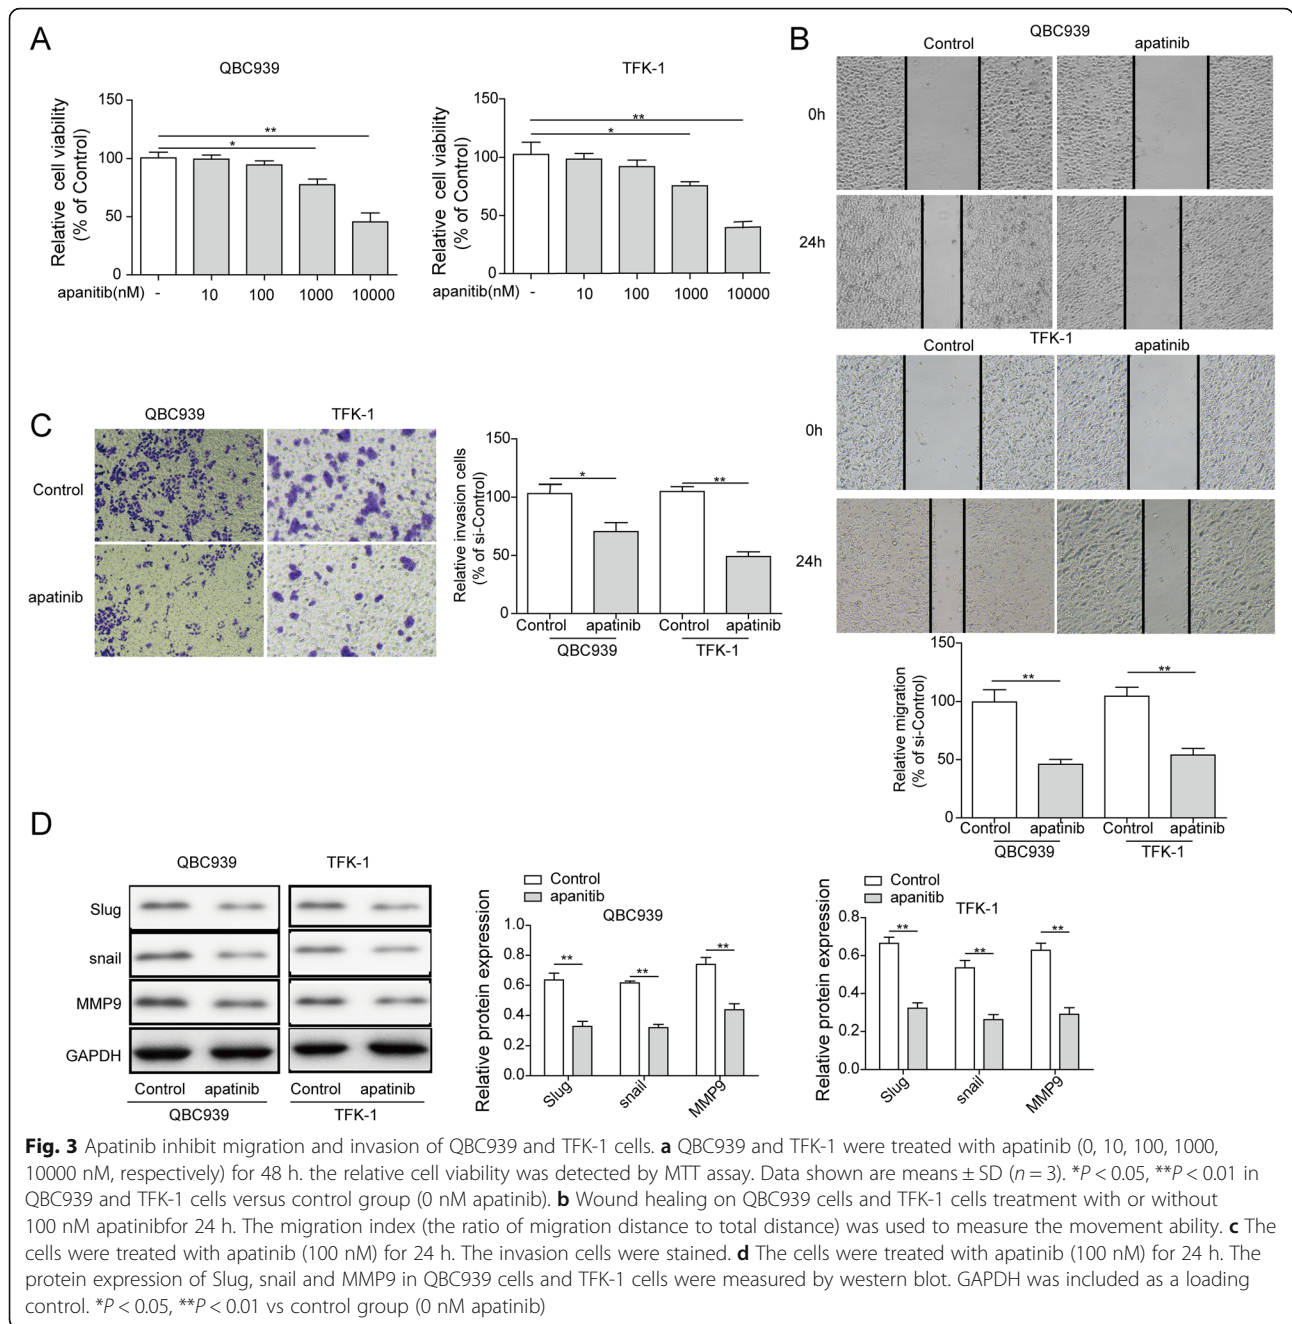 A
QBC939
Relative cell viability
(% of Control)
150
100
50
0
**
*
apanitib(nM) - 10 100 1000 10000
TFK-1
Relative cell viability
(% of Control)
150
100
50
0
**
*
apanitib(nM) - 10 100 1000 10000
B
QBC939
Control apatinib
0h
24h
TFK-1
Control apatinib
0h
24h
Relative migration
(% of si-Control)
150
100
50
0
** **
Control apatinib Control apatinib
QBC939 TFK-1
C
QBC939 TFK-1
Control
apatinib
Relative invasion cells
(% of si-Control)
150
100
50
0
* **
Control apatinib Control apatinib
QBC939 TFK-1
D
QBC939 TFK-1
Slug
snail
MMP9
GAPDH
Control apatinib Control apatinib
QBC939 TFK-1
Control
apanitib
QBC939
Relative protein expression
1.0
0.8
0.6
0.4
0.2
0.0
** ** **
Slug snail MMP9
Control
apanitib
TFK-1
Relative protein expression
0.8
0.6
0.4
0.2
0.0
** ** **
Slug snail MMP9
Fig. 3 Apatinib inhibit migration and invasion of QBC939 and TFK-1 cells. a QBC939 and TFK-1 were treated with apatinib (0, 10, 100, 1000,
10000 nM, respectively) for 48 h. the relative cell viability was detected by MTT assay. Data shown are means ± SD (n = 3). *P < 0.05, **P < 0.01 in
QBC939 and TFK-1 cells versus control group (0 nM apatinib). b Wound healing on QBC939 cells and TFK-1 cells treatment with or without
100 nM apatinibfor 24 h. The migration index (the ratio of migration distance to total distance) was used to measure the movement ability. c The
cells were treated with apatinib (100 nM) for 24 h. The invasion cells were stained. d The cells were treated with apatinib (100 nM) for 24 h. The
protein expression of Slug, snail and MMP9 in QBC939 cells and TFK-1 cells were measured by western blot. GAPDH was included as a loading
control. *P < 0.05, **P < 0.01 vs control group (0 nM apatinib)